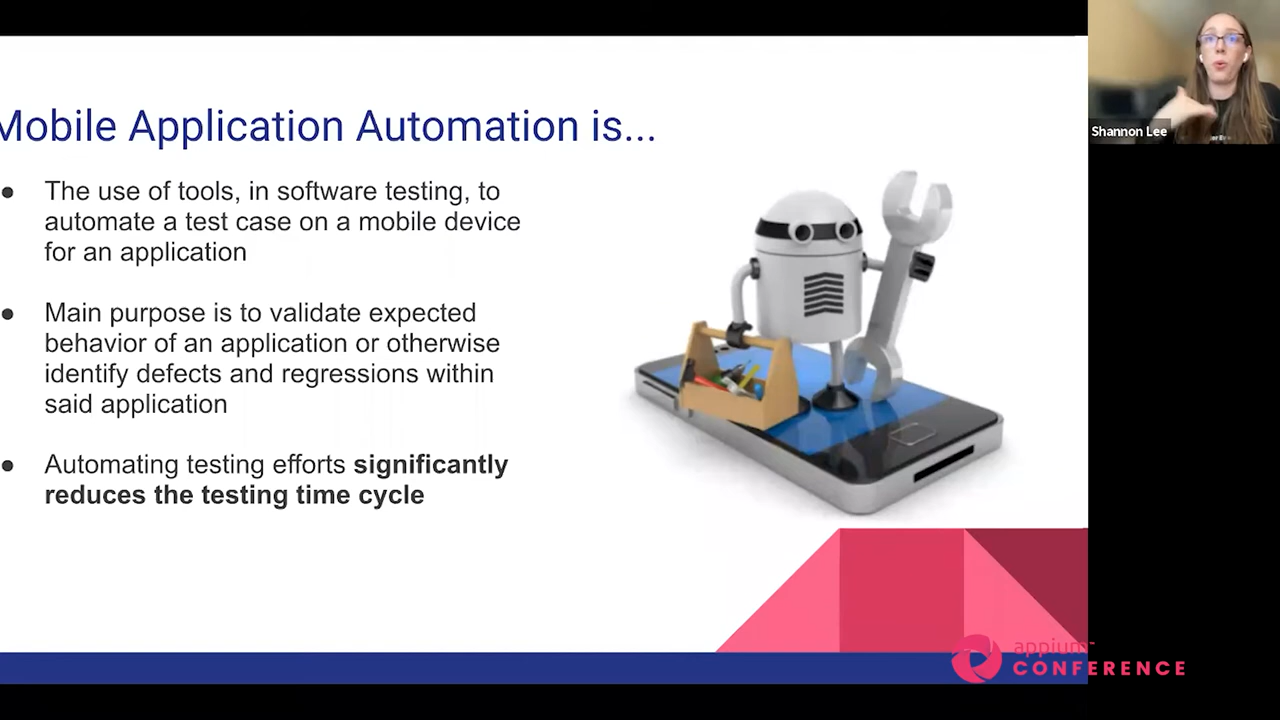 Mobile Application Automation is...
● The use of tools, in software testing, to
automate a test case on a mobile device
for an application
● Main purpose is to validate expected
behavior of an application or otherwise
identify defects and regressions within
said application
● Automating testing efforts significantly
reduces the testing time cycle
Shannon Lee
appium
CONFERENCE